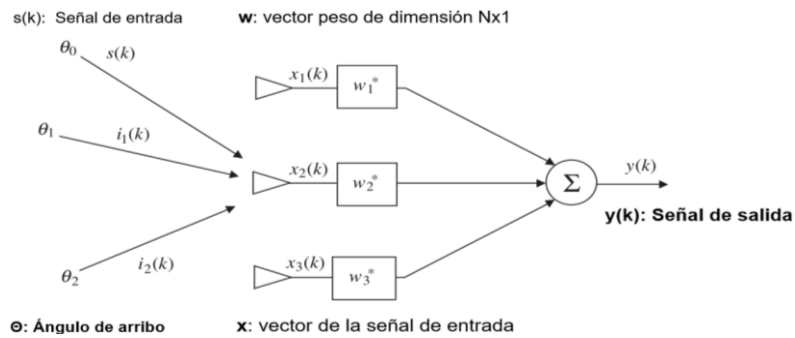 s(k): Señal de entrada
w: vector peso de dimensión Nx1
θ0
s(k)
x1(k)
w1*
θ1
i1(k)
x2(k)
w2*
Σ
y(k)
y(k): Señal de salida
i2(k)
θ2
x3(k)
w3*
Θ: Ángulo de arribo
x: vector de la señal de entrada